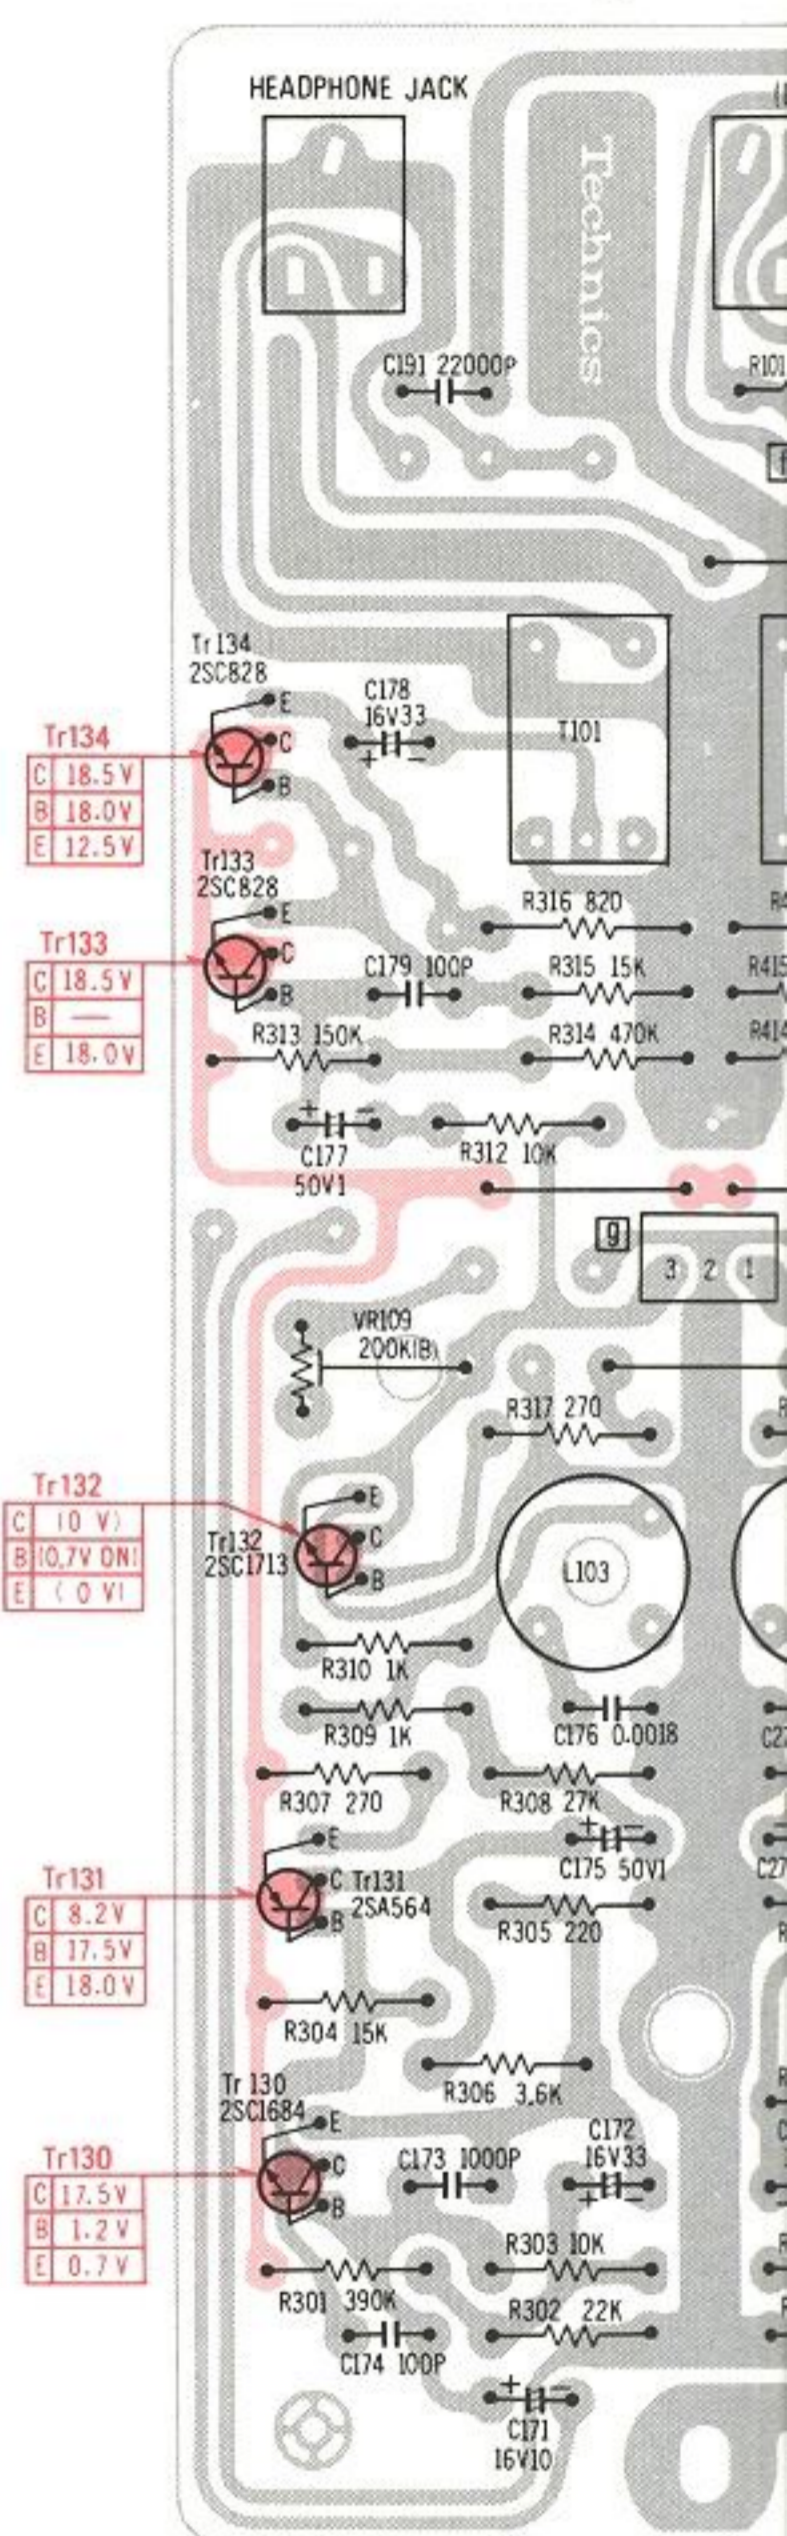 HEADPHONE JACK
Technics
C191 22000P
R101
Tr134
2SC828
E
C
B
C178
16V33
+ -
T101
Tr134
C 18.5V
B 18.0V
E 12.5V
Tr133
2SC828
E
C
B
R316 820
Tr133
C 18.5V
B —
E 18.0V
C179 100P
R315 15K
R415
R313 150K
R314 470K
R414
+ -
C177
50V1
R312 10K
g
3 2 1
VR109
200K(B)
R317 270
Tr132
C (0 V)
B (0.7V ON)
E (0 V)
E
C
B
Tr132
2SC1713
L103
R310 1K
R309 1K
C176 0.0018
R307 270
R308 27K
+ -
C175 50V1
E
C
B
Tr131
2SA564
Tr131
C 8.2V
B 17.5V
E 18.0V
R305 220
R304 15K
R306 3.6K
Tr 130
2SC1684
E
C
B
C173 1000P
C172
16V33
+ -
Tr130
C 17.5V
B 1.2V
E 0.7V
R303 10K
R301 390K
R302 22K
C174 100P
+ -
C171
16V10